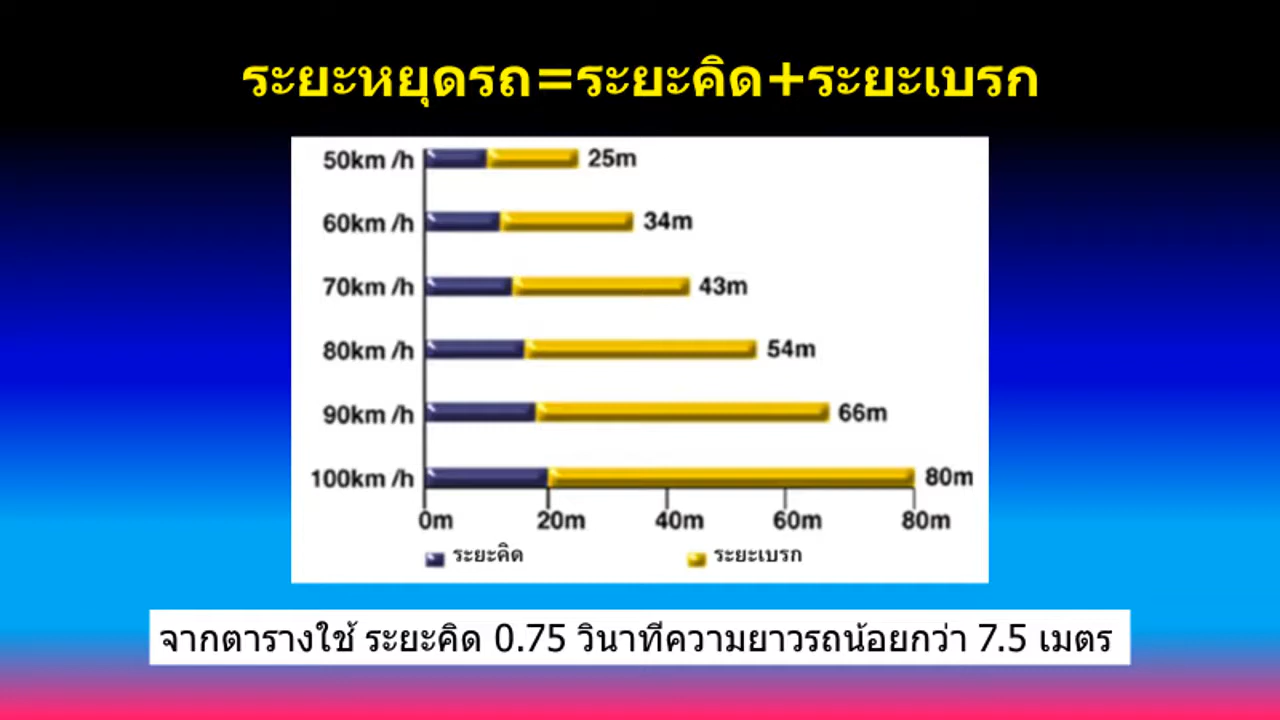 ระยะหยุดรถ=ระยะคิด+ระยะเบรก
50km /h 25m
60km /h 34m
70km /h 43m
80km /h 54m
90km /h 66m
100km /h 80m
0m 20m 40m 60m 80m
ระยะคิด ระยะเบรก
จากตารางใช้ ระยะคิด 0.75 วินาทีความยาวรถน้อยกว่า 7.5 เมตร